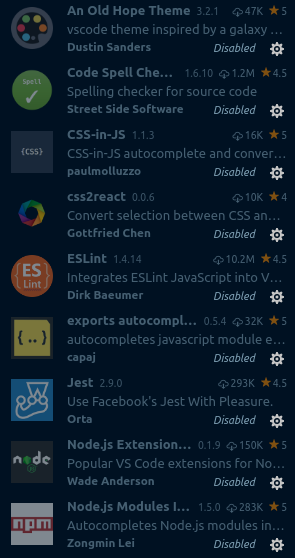 An Old Hope Theme 3.2.1 47K 5
vscode theme inspired by a galaxy ...
Dustin Sanders Disabled
Spell
Code Spell Che... 1.6.10 1.2M 4.5
Spelling checker for source code
Street Side Software Disabled
{CSS}
CSS-in-JS 1.1.3 16K 5
CSS-in-JS autocomplete and conver...
paulmolluzzo Disabled
css2react 0.0.6 10K 4
Convert selection between CSS an...
Gottfried Chen Disabled
{ES
Lint}
ESLint 1.4.14 10.2M 4.5
Integrates ESLint JavaScript into V...
Dirk Baeumer Disabled
{..}
exports autocompl... 0.5.4 32K 5
autocompletes javascript module e...
capaj Disabled
Jest 2.9.0 293K 4.5
Use Facebook's Jest With Pleasure.
Orta Disabled
node
Node.js Extension... 0.1.9 150K 5
Popular VS Code extensions for No...
Wade Anderson Disabled
npm
Node.js Modules I... 1.5.0 283K 5
Autocompletes Node.js modules in...
Zongmin Lei Disabled